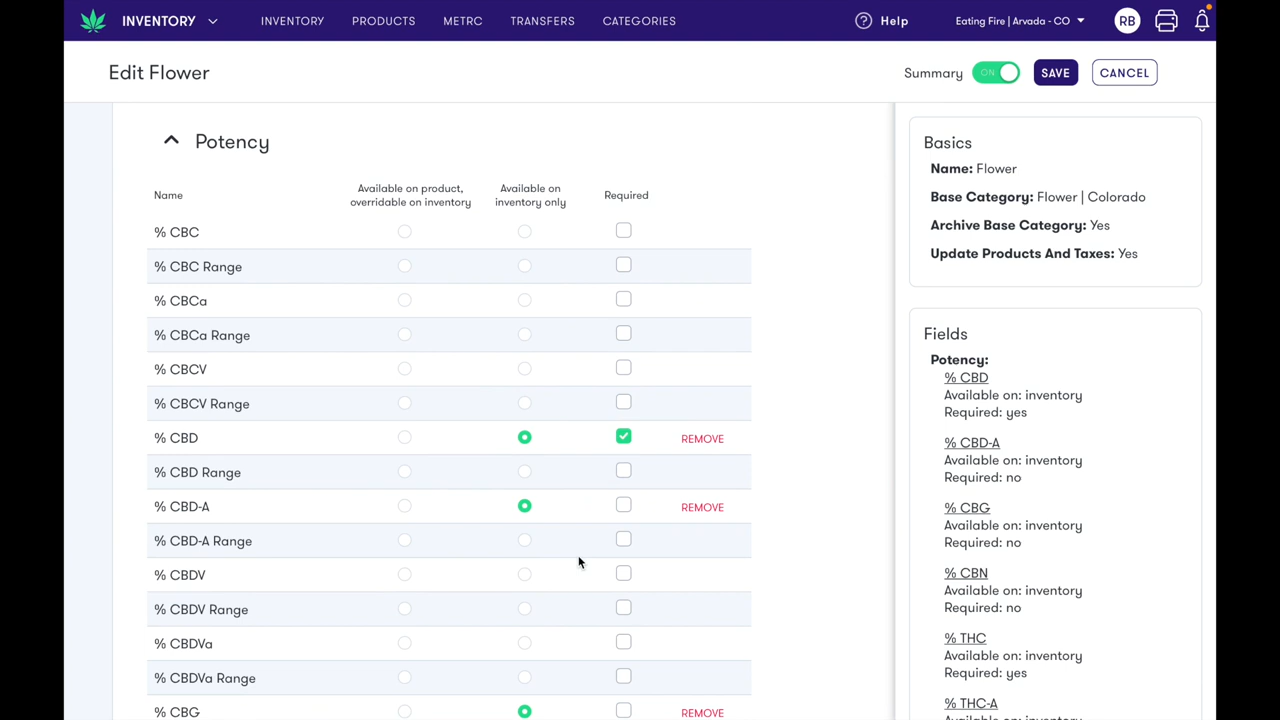 INVENTORY
INVENTORY PRODUCTS METRC TRANSFERS CATEGORIES
Help
Eating Fire | Arvada - CO
RB
Edit Flower
Summary ON SAVE CANCEL
Potency
Name
Available on product, overridable on inventory
Available on inventory only
Required
% CBC
% CBC Range
% CBCa
% CBCa Range
% CBCV
% CBCV Range
% CBD REMOVE
% CBD Range
% CBD-A REMOVE
% CBD-A Range
% CBDV
% CBDV Range
% CBDVa
% CBDVa Range
% CBG REMOVE
Basics
Name: Flower
Base Category: Flower | Colorado
Archive Base Category: Yes
Update Products And Taxes: Yes
Fields
Potency:
% CBD
Available on: inventory
Required: yes
% CBD-A
Available on: inventory
Required: no
% CBG
Available on: inventory
Required: no
% CBN
Available on: inventory
Required: no
% THC
Available on: inventory
Required: yes
% THC-A
Available on: inventory